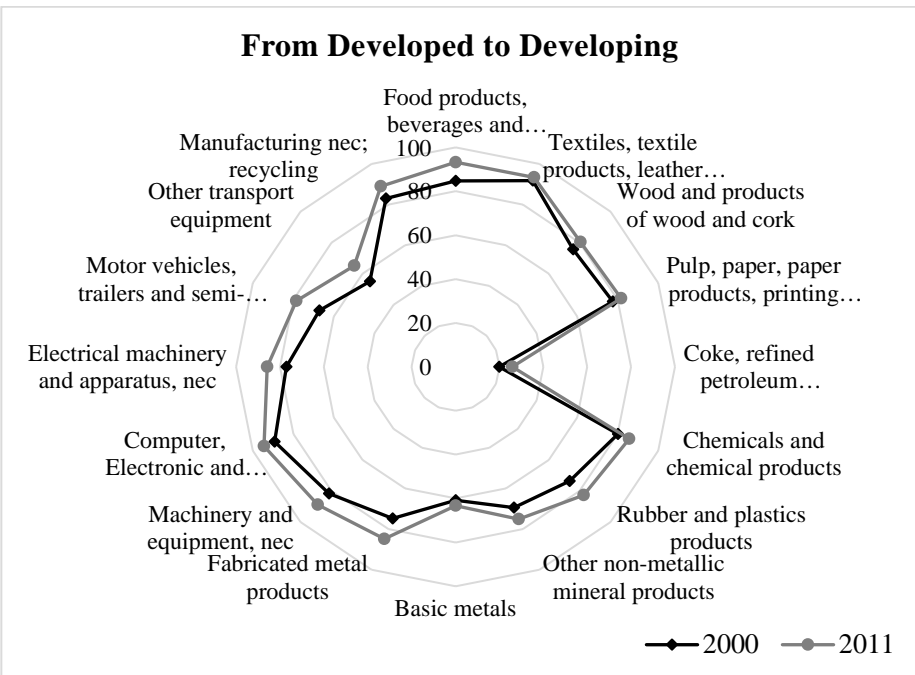 From Developed to Developing
Food products,
beverages and…
Textiles, textile
products, leather…
Wood and products
of wood and cork
Pulp, paper, paper
products, printing…
Coke, refined
petroleum…
Chemicals and
chemical products
Rubber and plastics
products
Other non-metallic
mineral products
Basic metals
Fabricated metal
products
Machinery and
equipment, nec
Computer,
Electronic and…
Electrical machinery
and apparatus, nec
Motor vehicles,
trailers and semi-…
Other transport
equipment
Manufacturing nec;
recycling
100
80
60
40
20
0
2000
2011